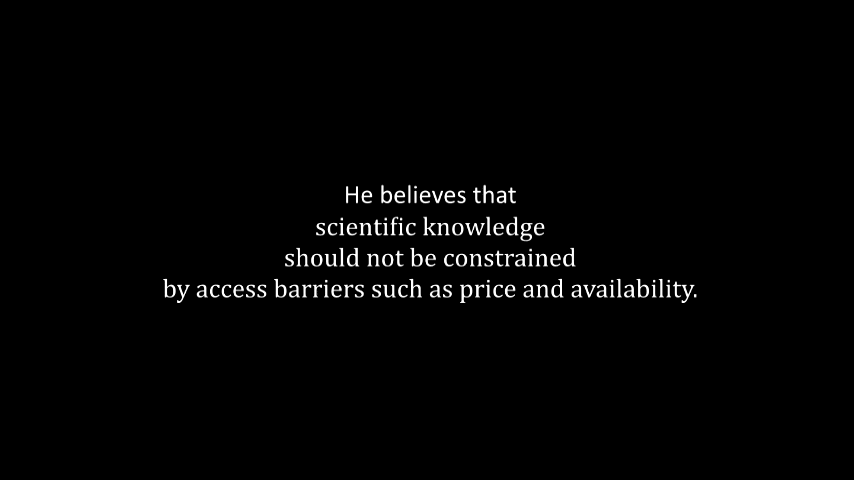 He believes that
scientific knowledge
should not be constrained
by access barriers such as price and availability.